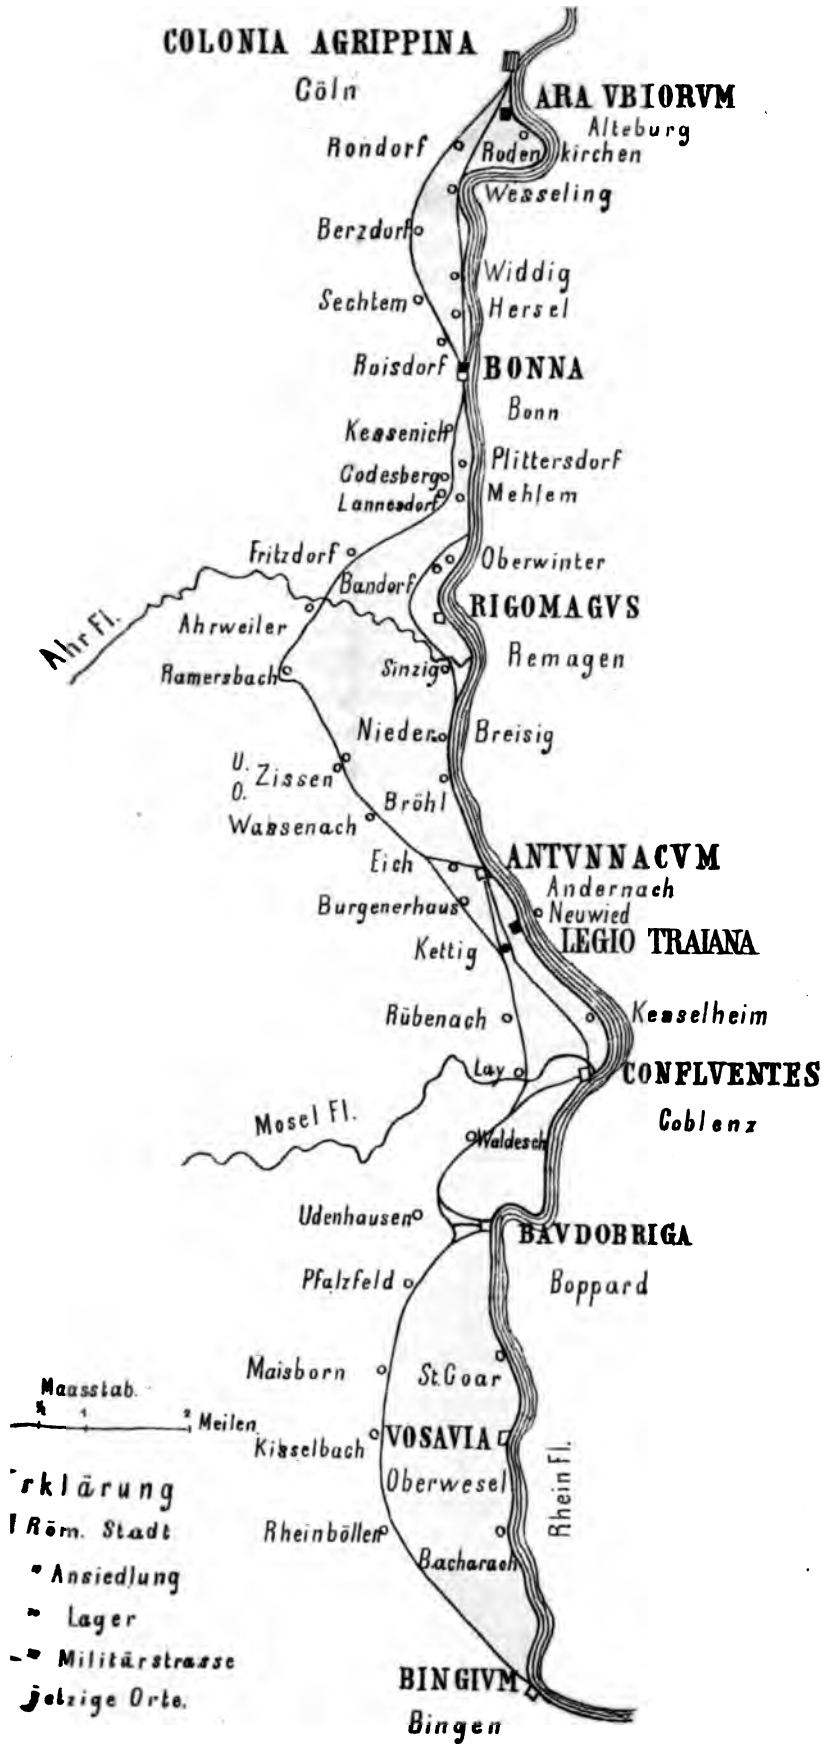 COLONIA AGRIPPINA
Cöln
ARA VBIORVM
Alteburg
Rondorf
Rodenkirchen
Wesseling
Berzdorf
Widdig
Sechtem
Hersel
Roisdorf
BONNA
Bonn
Kessenich
Plittersdorf
Godesberg
Mehlem
Lannesdorf
Fritzdorf
Oberwinter
Bandorf
RIGOMAGVS
Ahrweiler
Ahr Fl.
Remagen
Ramersbach
Sinzig
Nieder
Breisig
U.
O.
Zissen
Bröhl
Wassenach
ANTVNNACVM
Eich
Andernach
Burgenerhaus
Neuwied
LEGIO TRAIANA
Kettig
Rübenach
Kesselheim
Lay
CONFLVENTES
Coblenz
Mosel Fl.
Waldesch
Udenhausen
BAVDOBRIGA
Pfalzfeld
Boppard
Maisborn
St. Goar
Maasstab.
½ 1 2 Meilen
Kisselbach
VOSAVIA
Oberwesel
Rhein Fl.
rklärung
Röm. Stadt
" Ansiedlung
" Lager
" Militärstrasse
jetzige Orte.
Rheinböllen
Bacharach
BINGIVM
Bingen